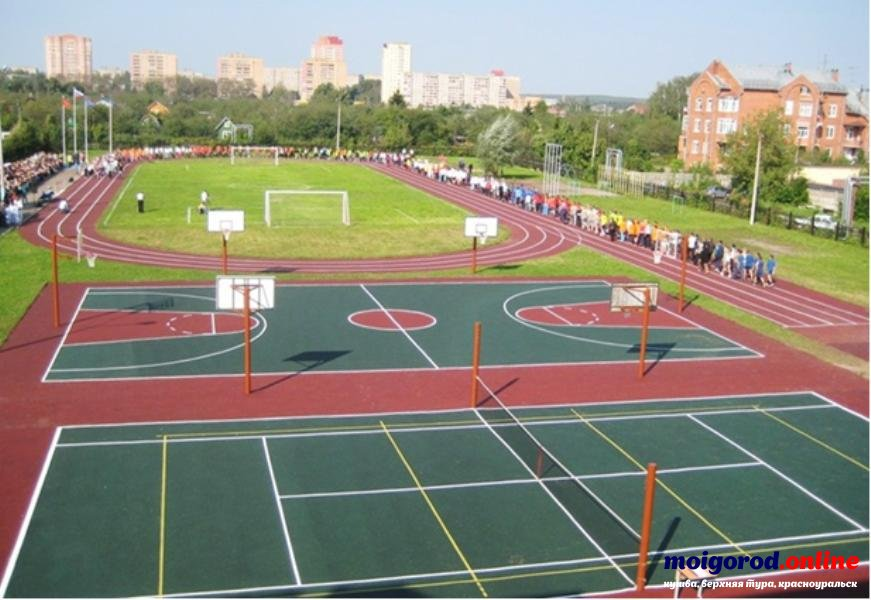 moigorod.online
кушва, верхняя тура, красноуральск